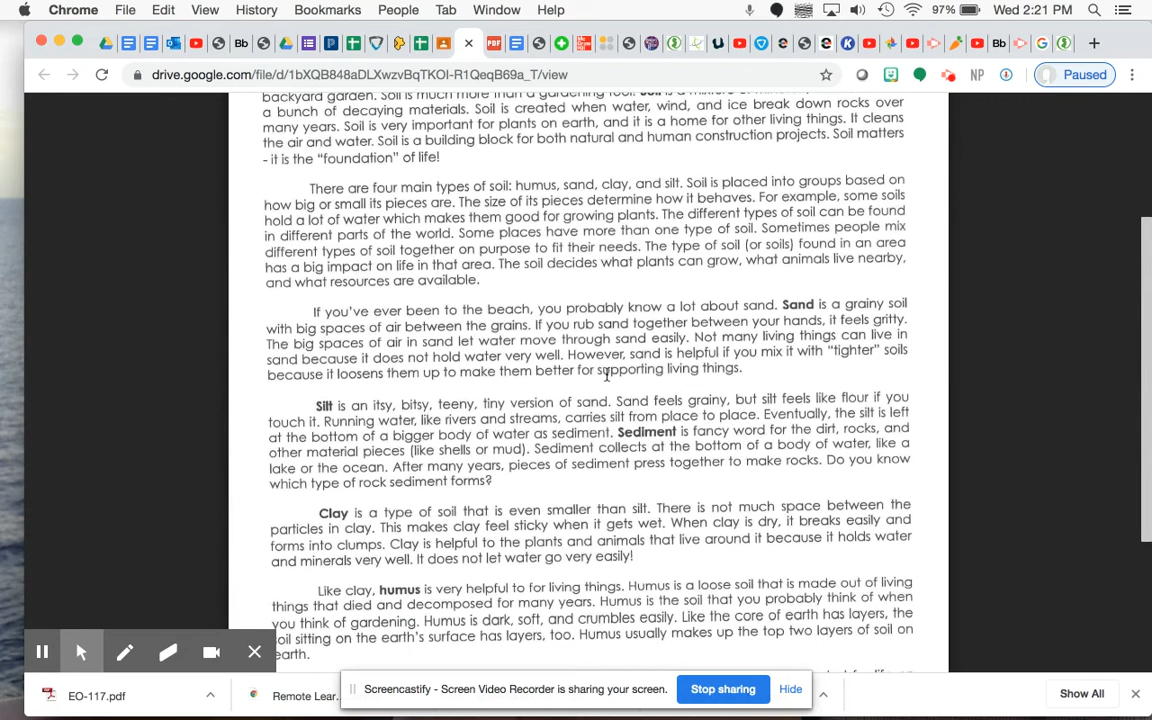 Chrome File Edit View History Bookmarks People Tab Window Help 97% Wed 2:21 PM
drive.google.com/file/d/1bXQB848aDLXwzvBqTKOI-R1QeqB69a_T/view NP Paused
backyard garden. Soil is much more than a gardening tool! Soil is a mixture of
a bunch of decaying materials. Soil is created when water, wind, and ice break down rocks over
many years. Soil is very important for plants on earth, and it is a home for other living things. It cleans
the air and water. Soil is a building block for both natural and human construction projects. Soil matters
- it is the “foundation” of life!
There are four main types of soil: humus, sand, clay, and silt. Soil is placed into groups based on
how big or small its pieces are. The size of its pieces determine how it behaves. For example, some soils
hold a lot of water which makes them good for growing plants. The different types of soil can be found
in different parts of the world. Some places have more than one type of soil. Sometimes people mix
different types of soil together on purpose to fit their needs. The type of soil (or soils) found in an area
has a big impact on life in that area. The soil decides what plants can grow, what animals live nearby,
and what resources are available.
If you’ve ever been to the beach, you probably know a lot about sand. Sand is a grainy soil
with big spaces of air between the grains. If you rub sand together between your hands, it feels gritty.
The big spaces of air in sand let water move through sand easily. Not many living things can live in
sand because it does not hold water very well. However, sand is helpful if you mix it with “tighter” soils
because it loosens them up to make them better for supporting living things.
Silt is an itsy, bitsy, teeny, tiny version of sand. Sand feels grainy, but silt feels like flour if you
touch it. Running water, like rivers and streams, carries silt from place to place. Eventually, the silt is left
at the bottom of a bigger body of water as sediment. Sediment is fancy word for the dirt, rocks, and
other material pieces (like shells or mud). Sediment collects at the bottom of a body of water, like a
lake or the ocean. After many years, pieces of sediment press together to make rocks. Do you know
which type of rock sediment forms?
Clay is a type of soil that is even smaller than silt. There is not much space between the
particles in clay. This makes clay feel sticky when it gets wet. When clay is dry, it breaks easily and
forms into clumps. Clay is helpful to the plants and animals that live around it because it holds water
and minerals very well. It does not let water go very easily!
Like clay, humus is very helpful to for living things. Humus is a loose soil that is made out of living
things that died and decomposed for many years. Humus is the soil that you probably think of when
you think of gardening. Humus is dark, soft, and crumbles easily. Like the core of earth has layers, the
soil sitting on the earth’s surface has layers, too. Humus usually makes up the top two layers of soil on
earth.
Screencastify - Screen Video Recorder is sharing your screen. Stop sharing Hide
EO-117.pdf Remote Lear Show All